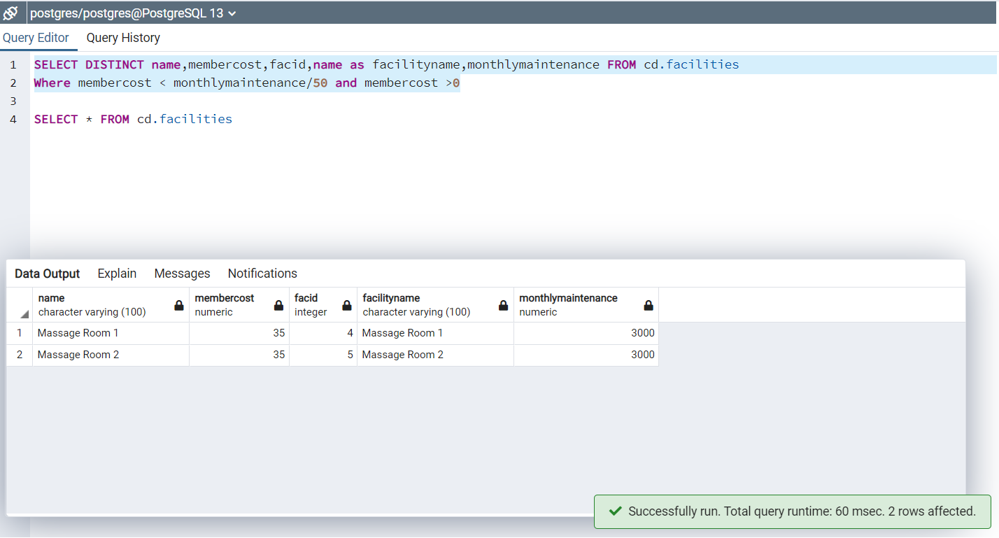 postgres/postgres@PostgreSQL 13
Query Editor Query History
1 SELECT DISTINCT name,membercost,facid,name as facilityname,monthlymaintenance FROM cd.facilities
2 Where membercost < monthlymaintenance/50 and membercost >0
3
4 SELECT * FROM cd.facilities
Data Output Explain Messages Notifications
name membercost facid facilityname monthlymaintenance
character varying (100) numeric integer character varying (100) numeric
1 Massage Room 1 35 4 Massage Room 1 3000
2 Massage Room 2 35 5 Massage Room 2 3000
Successfully run. Total query runtime: 60 msec. 2 rows affected.